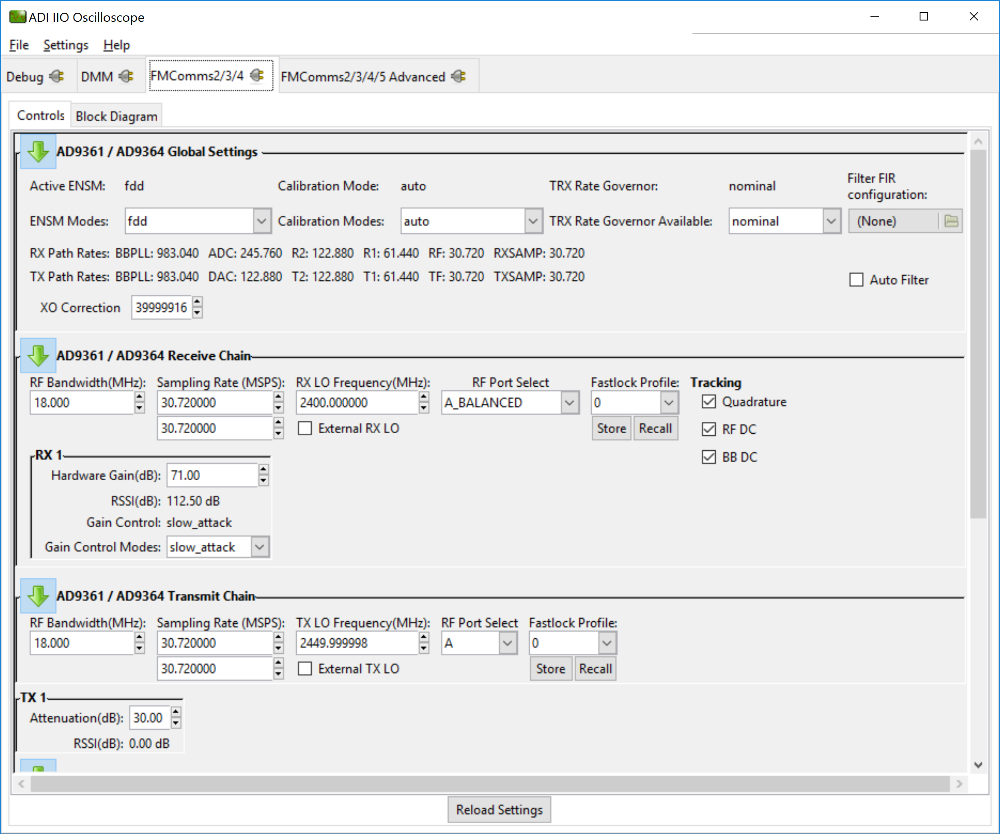 ADI IIO Oscilloscope
File Settings Help
Debug DMM FMComms2/3/4 FMComms2/3/4/5 Advanced
Controls Block Diagram
AD9361 / AD9364 Global Settings
Active ENSM: fdd Calibration Mode: auto TRX Rate Governor: nominal Filter FIR configuration:
ENSM Modes: fdd Calibration Modes: auto TRX Rate Governor Available: nominal (None)
RX Path Rates: BBPLL: 983.040 ADC: 245.760 R2: 122.880 R1: 61.440 RF: 30.720 RXSAMP: 30.720
TX Path Rates: BBPLL: 983.040 DAC: 122.880 T2: 122.880 T1: 61.440 TF: 30.720 TXSAMP: 30.720
Auto Filter
XO Correction 39999916
AD9361 / AD9364 Receive Chain
RF Bandwidth(MHz): Sampling Rate (MSPS): RX LO Frequency(MHz): RF Port Select Fastlock Profile: Tracking
18.000 30.720000 2400.000000 A_BALANCED 0 Quadrature
30.720000 External RX LO Store Recall RF DC
BB DC
RX 1
Hardware Gain(dB): 71.00
RSSI(dB): 112.50 dB
Gain Control: slow_attack
Gain Control Modes: slow_attack
AD9361 / AD9364 Transmit Chain
RF Bandwidth(MHz): Sampling Rate (MSPS): TX LO Frequency(MHz): RF Port Select Fastlock Profile:
18.000 30.720000 2449.999998 A 0
30.720000 External TX LO Store Recall
TX 1
Attenuation(dB): 30.00
RSSI(dB): 0.00 dB
Reload Settings